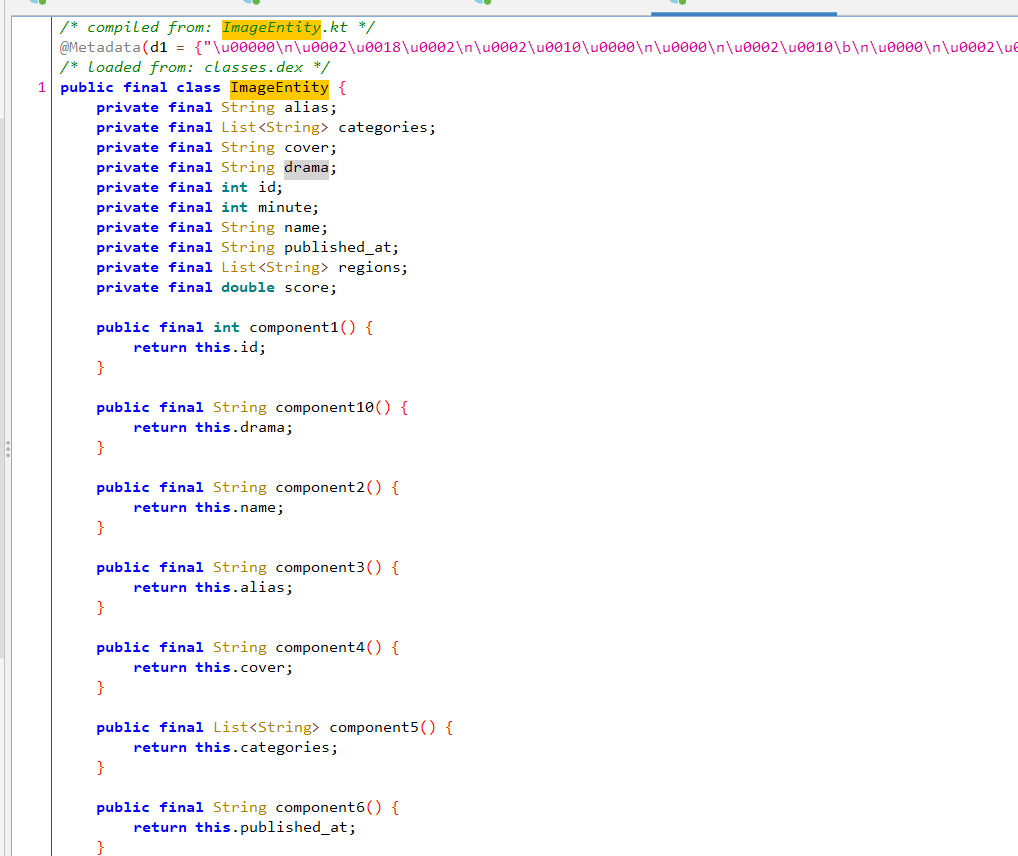 /* compiled from: ImageEntity.kt */
@Metadata(d1 = {"\u00000\n\u0002\u0018\u0002\n\u0002\u0010\u0000\n\u0000\n\u0002\u0010\b\n\u0000\n\u0002\u0
/* loaded from: classes.dex */
1 public final class ImageEntity {
    private final String alias;
    private final List<String> categories;
    private final String cover;
    private final String drama;
    private final int id;
    private final int minute;
    private final String name;
    private final String published_at;
    private final List<String> regions;
    private final double score;

    public final int component1() {
        return this.id;
    }

    public final String component10() {
        return this.drama;
    }

    public final String component2() {
        return this.name;
    }

    public final String component3() {
        return this.alias;
    }

    public final String component4() {
        return this.cover;
    }

    public final List<String> component5() {
        return this.categories;
    }

    public final String component6() {
        return this.published_at;
    }